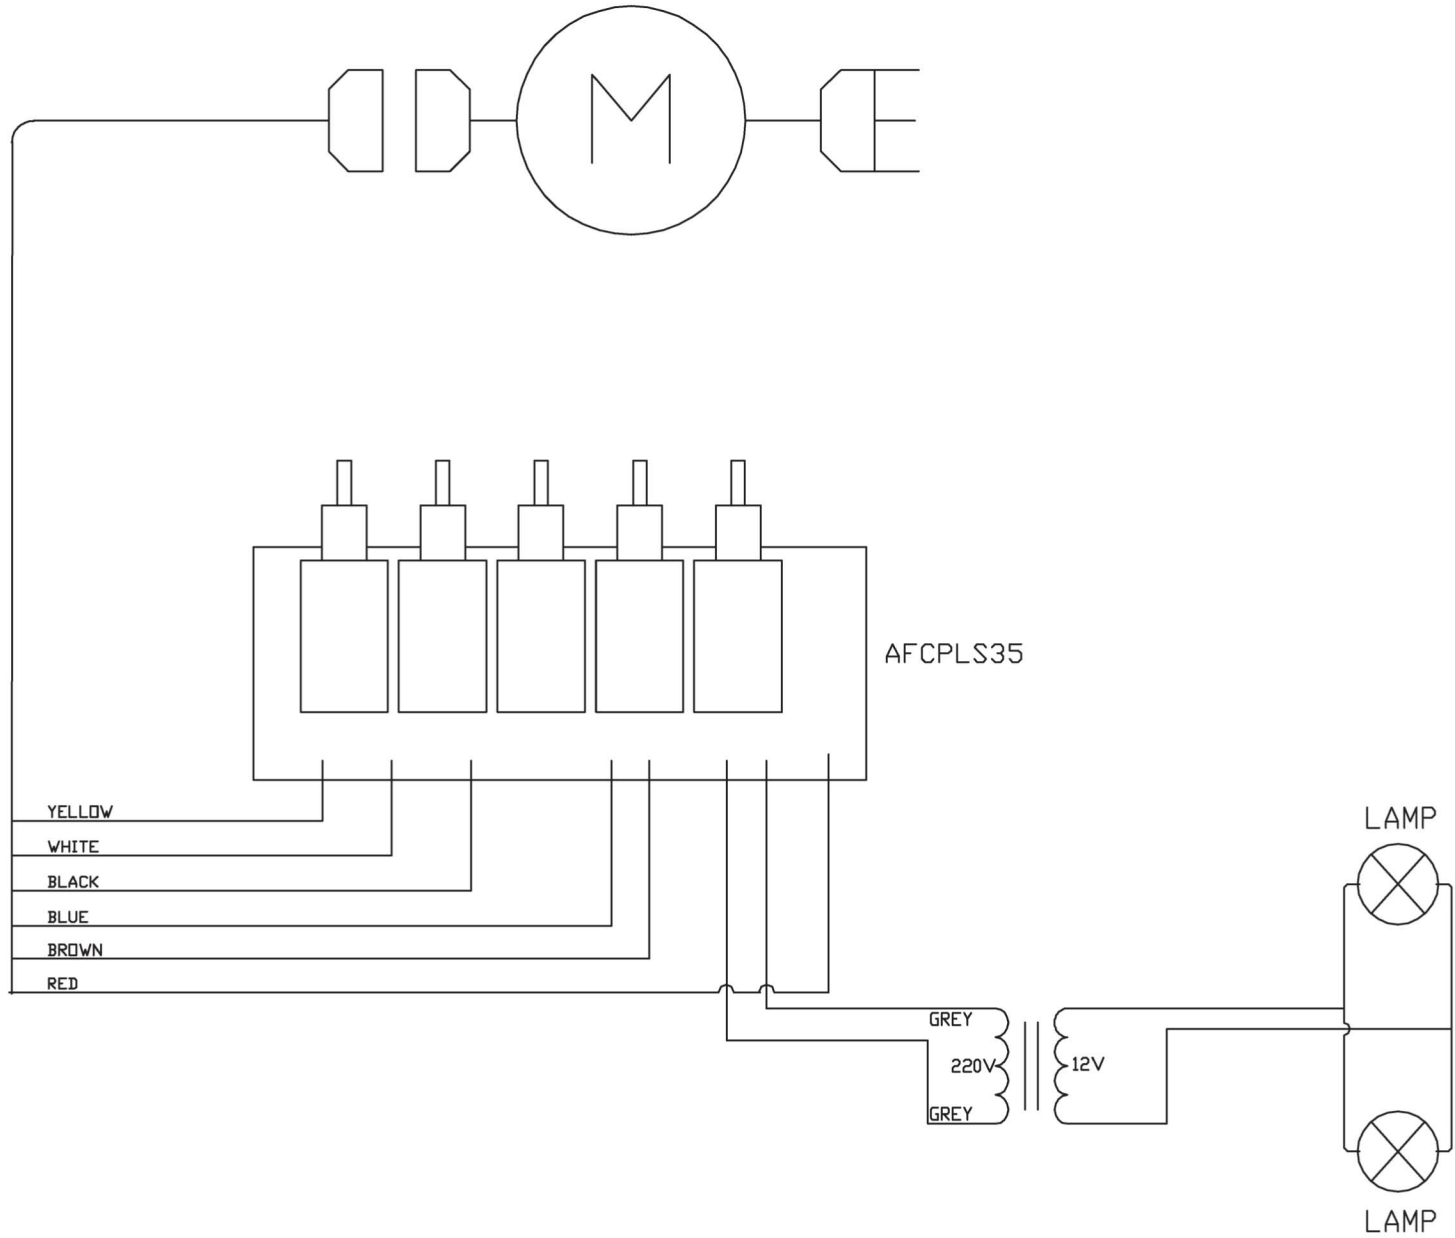 M
AFCPLS35
YELLOW
WHITE
BLACK
BLUE
BROWN
RED
GREY
220V
12V
GREY
LAMP
LAMP